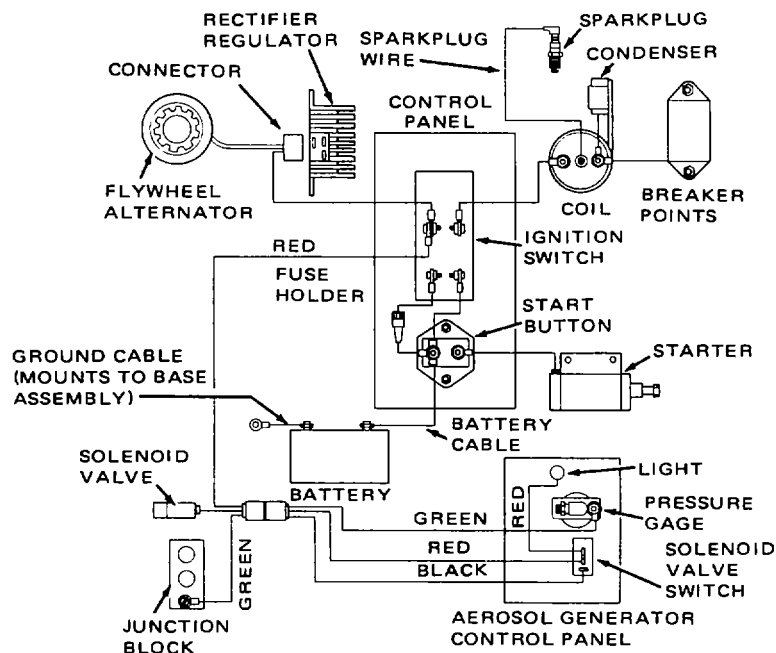 RECTIFIER
REGULATOR
SPARKPLUG
WIRE
SPARKPLUG
CONDENSER
CONNECTOR
CONTROL
PANEL
FLYWHEEL
ALTERNATOR
COIL
BREAKER
POINTS
IGNITION
SWITCH
RED
FUSE
HOLDER
START
BUTTON
GROUND CABLE
(MOUNTS TO BASE
ASSEMBLY)
STARTER
BATTERY
CABLE
SOLENOID
VALVE
BATTERY
LIGHT
RED
PRESSURE
GAGE
GREEN
RED
BLACK
SOLENOID
VALVE
SWITCH
GREEN
JUNCTION
BLOCK
AEROSOL GENERATOR
CONTROL PANEL